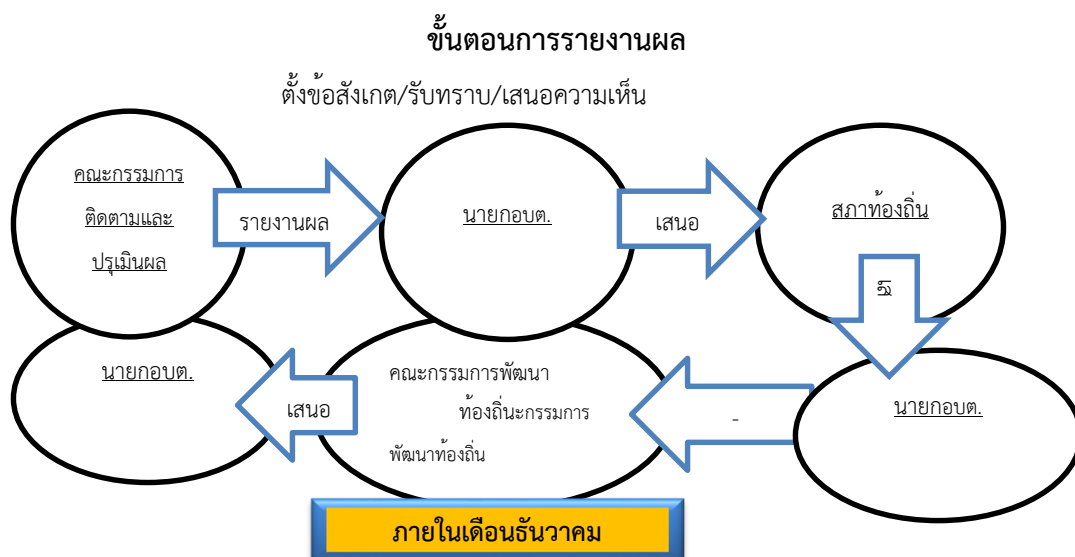 ขั้นตอนการรายงานผล
ตั้งข้อสังเกต/รับทราบ/เสนอความเห็น
คณะกรรมการ
ติดตามและ
ปรุเมินผล
รายงานผล
นายกอบต.
เสนอ
สภาท้องถิ่น
นายกอบต.
-
คณะกรรมการพัฒนา
ท้องถิ่นะกรรมการ
พัฒนาท้องถิ่น
เสนอ
นายกอบต.
ภายในเดือนธันวาคม